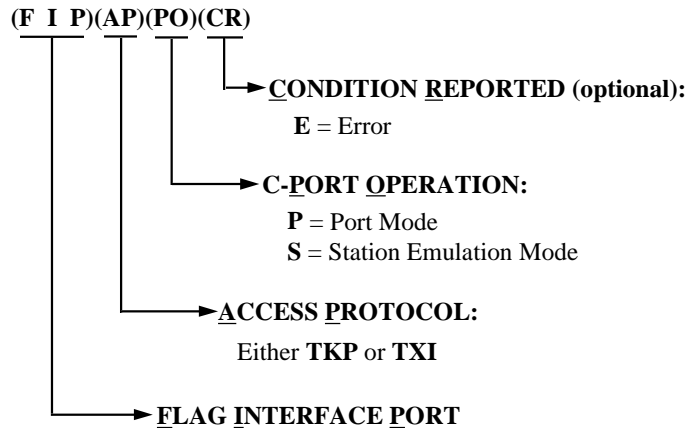 (F I P)(AP)(PO)(CR)
CONDITION REPORTED (optional):
E = Error
C-PORT OPERATION:
P = Port Mode
S = Station Emulation Mode
ACCESS PROTOCOL:
Either TKP or TXI
FLAG INTERFACE PORT